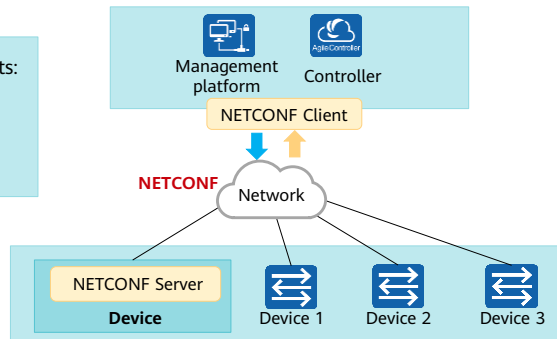 ts:
AgileController
Management
platform
Controller
NETCONF Client
NETCONF
Network
NETCONF Server
Device
Device 1
Device 2
Device 3